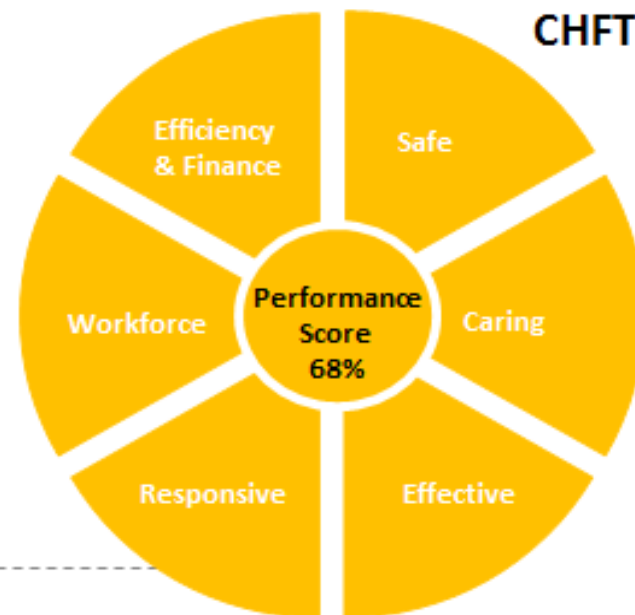 CHFT
Efficiency
& Finance
Safe
Workforce
Performance
Score
68%
Caring
Responsive
Effective